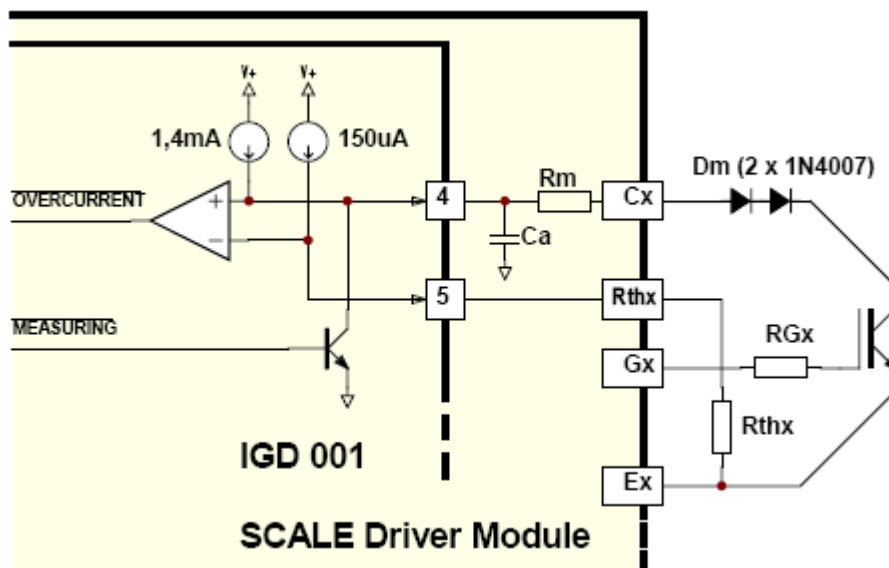 V+ V+
1,4mA 150uA
OVERCURRENT
+
−
4
Rm
Cx
Dm (2 x 1N4007)
Ca
5
Rthx
MEASURING
Gx
RGx
Rthx
IGD 001
Ex
SCALE Driver Module